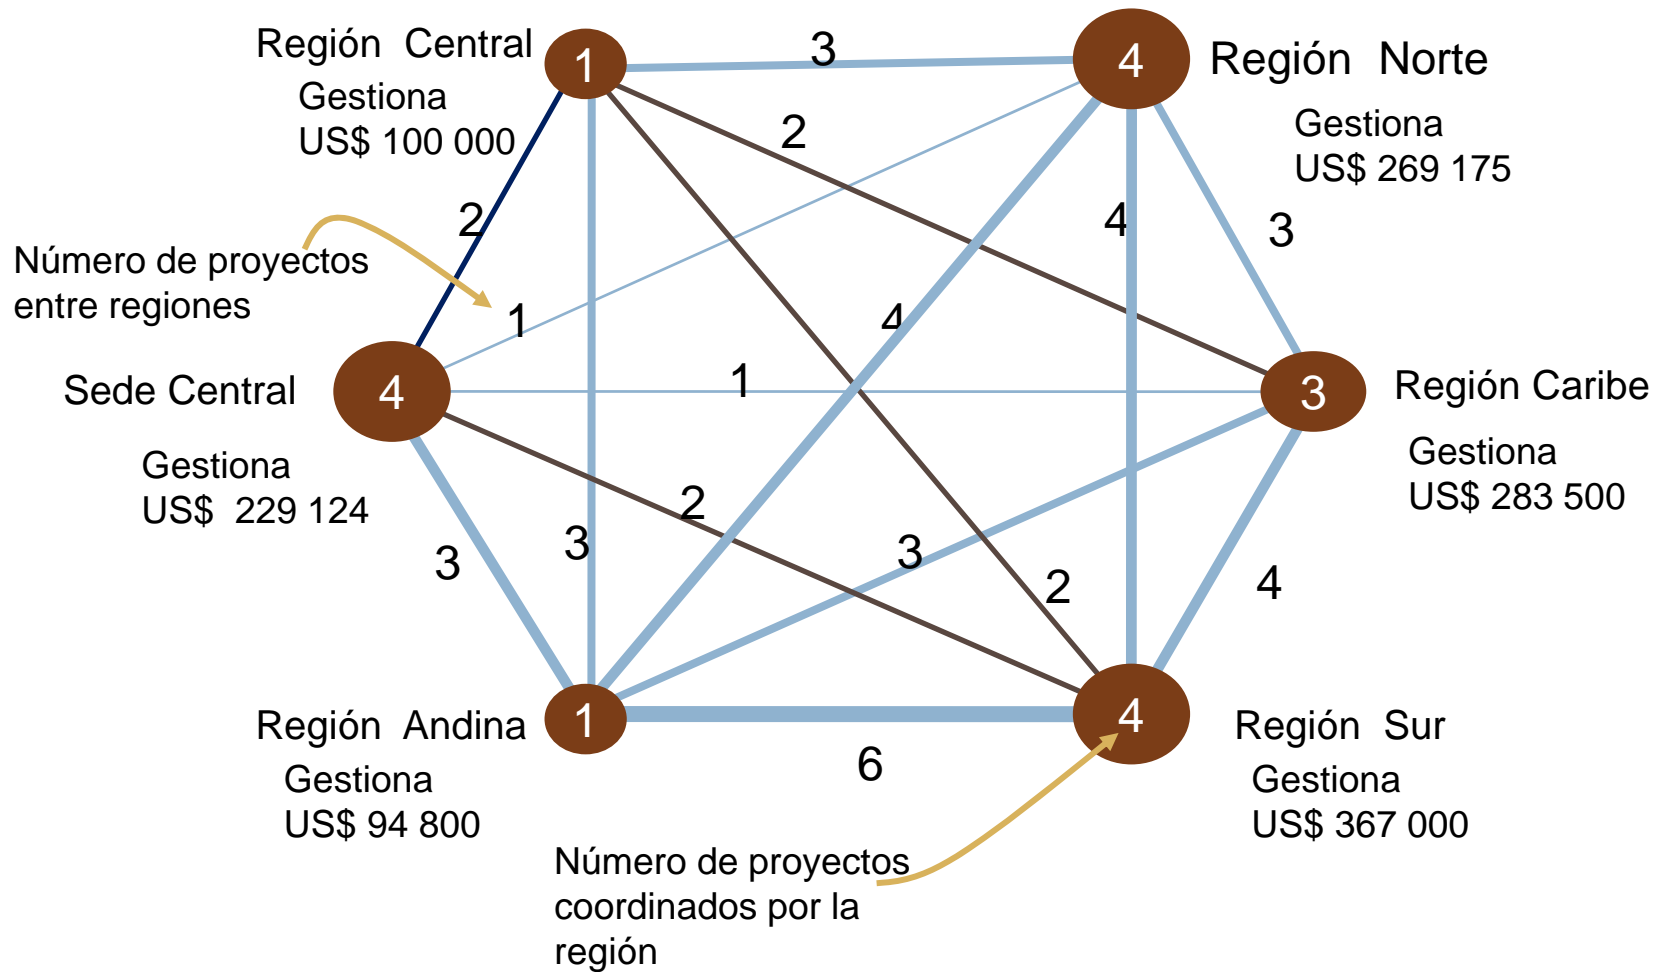 Región Central
Gestiona
US$ 100 000
1
3
4
Región Norte
Gestiona
US$ 269 175
2
2
4
3
Número de proyectos
entre regiones
1
4
1
Sede Central
4
Gestiona
US$ 229 124
3
Región Caribe
Gestiona
US$ 283 500
2
3
3
3
2
4
Región Andina
Gestiona
US$ 94 800
1
6
4
Región Sur
Gestiona
US$ 367 000
Número de proyectos
coordinados por la
región